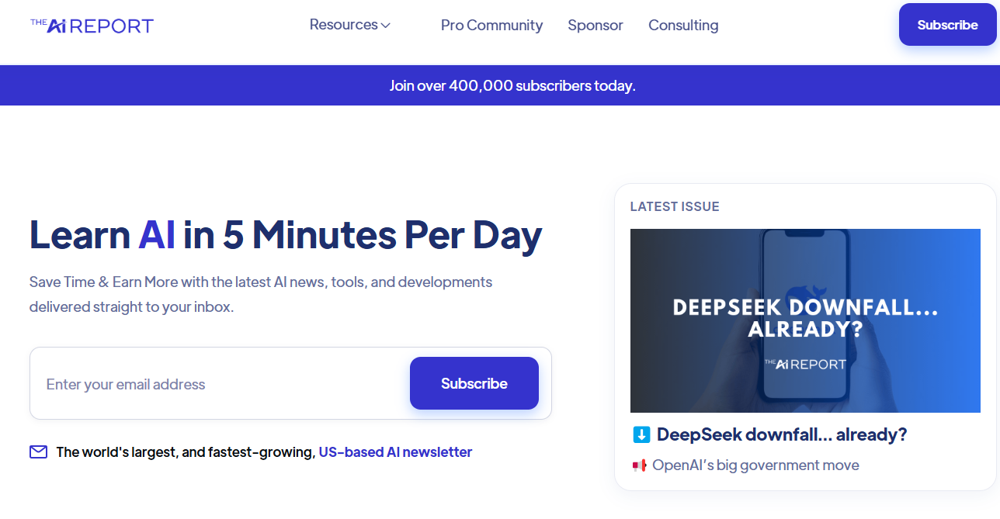 THE AI REPORT
Resources
Pro Community
Sponsor
Consulting
Subscribe
Join over 400,000 subscribers today.
Learn AI in 5 Minutes Per Day
Save Time & Earn More with the latest AI news, tools, and developments
delivered straight to your inbox.
Enter your email address
Subscribe
The world's largest, and fastest-growing, US-based AI newsletter
LATEST ISSUE
DEEPSEEK DOWNFALL...
ALREADY?
THE AI REPORT
⬇️ DeepSeek downfall... already?
📢 OpenAI’s big government move